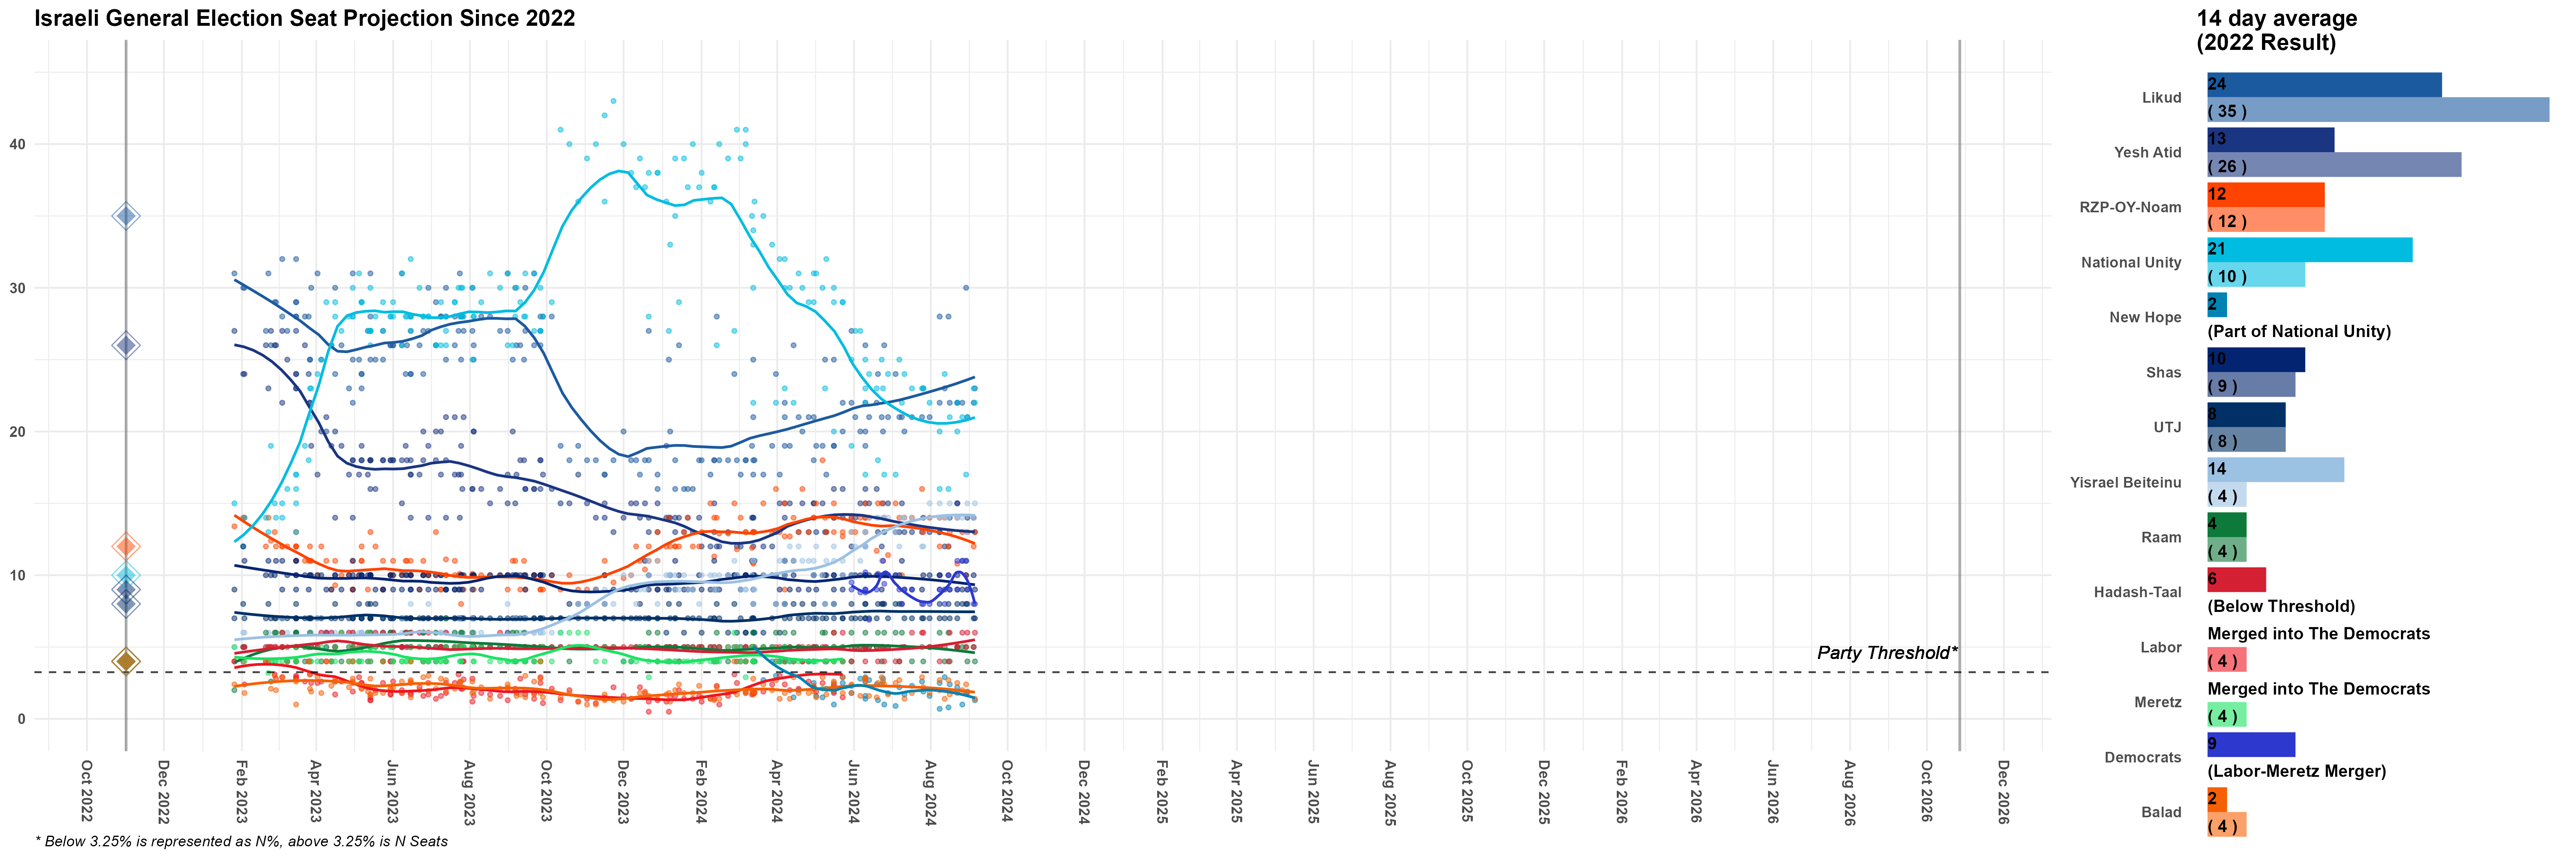 Israeli General Election Seat Projection Since 2022
40
30
20
10
0
Party Threshold*
Oct 2022
Dec 2022
Feb 2023
Apr 2023
Jun 2023
Aug 2023
Oct 2023
Dec 2023
Feb 2024
Apr 2024
Jun 2024
Aug 2024
Oct 2024
Dec 2024
Feb 2025
Apr 2025
Jun 2025
Aug 2025
Oct 2025
Dec 2025
Feb 2026
Apr 2026
Jun 2026
Aug 2026
Oct 2026
Dec 2026
* Below 3.25% is represented as N%, above 3.25% is N Seats
14 day average
(2022 Result)
Likud
24
( 35 )
Yesh Atid
13
( 26 )
RZP-OY-Noam
12
( 12 )
National Unity
21
( 10 )
New Hope
2
(Part of National Unity)
Shas
10
( 9 )
UTJ
8
( 8 )
Yisrael Beiteinu
14
( 4 )
Raam
4
( 4 )
Hadash-Taal
6
(Below Threshold)
Labor
Merged into The Democrats
( 4 )
Meretz
Merged into The Democrats
( 4 )
Democrats
9
(Labor-Meretz Merger)
Balad
2
( 4 )